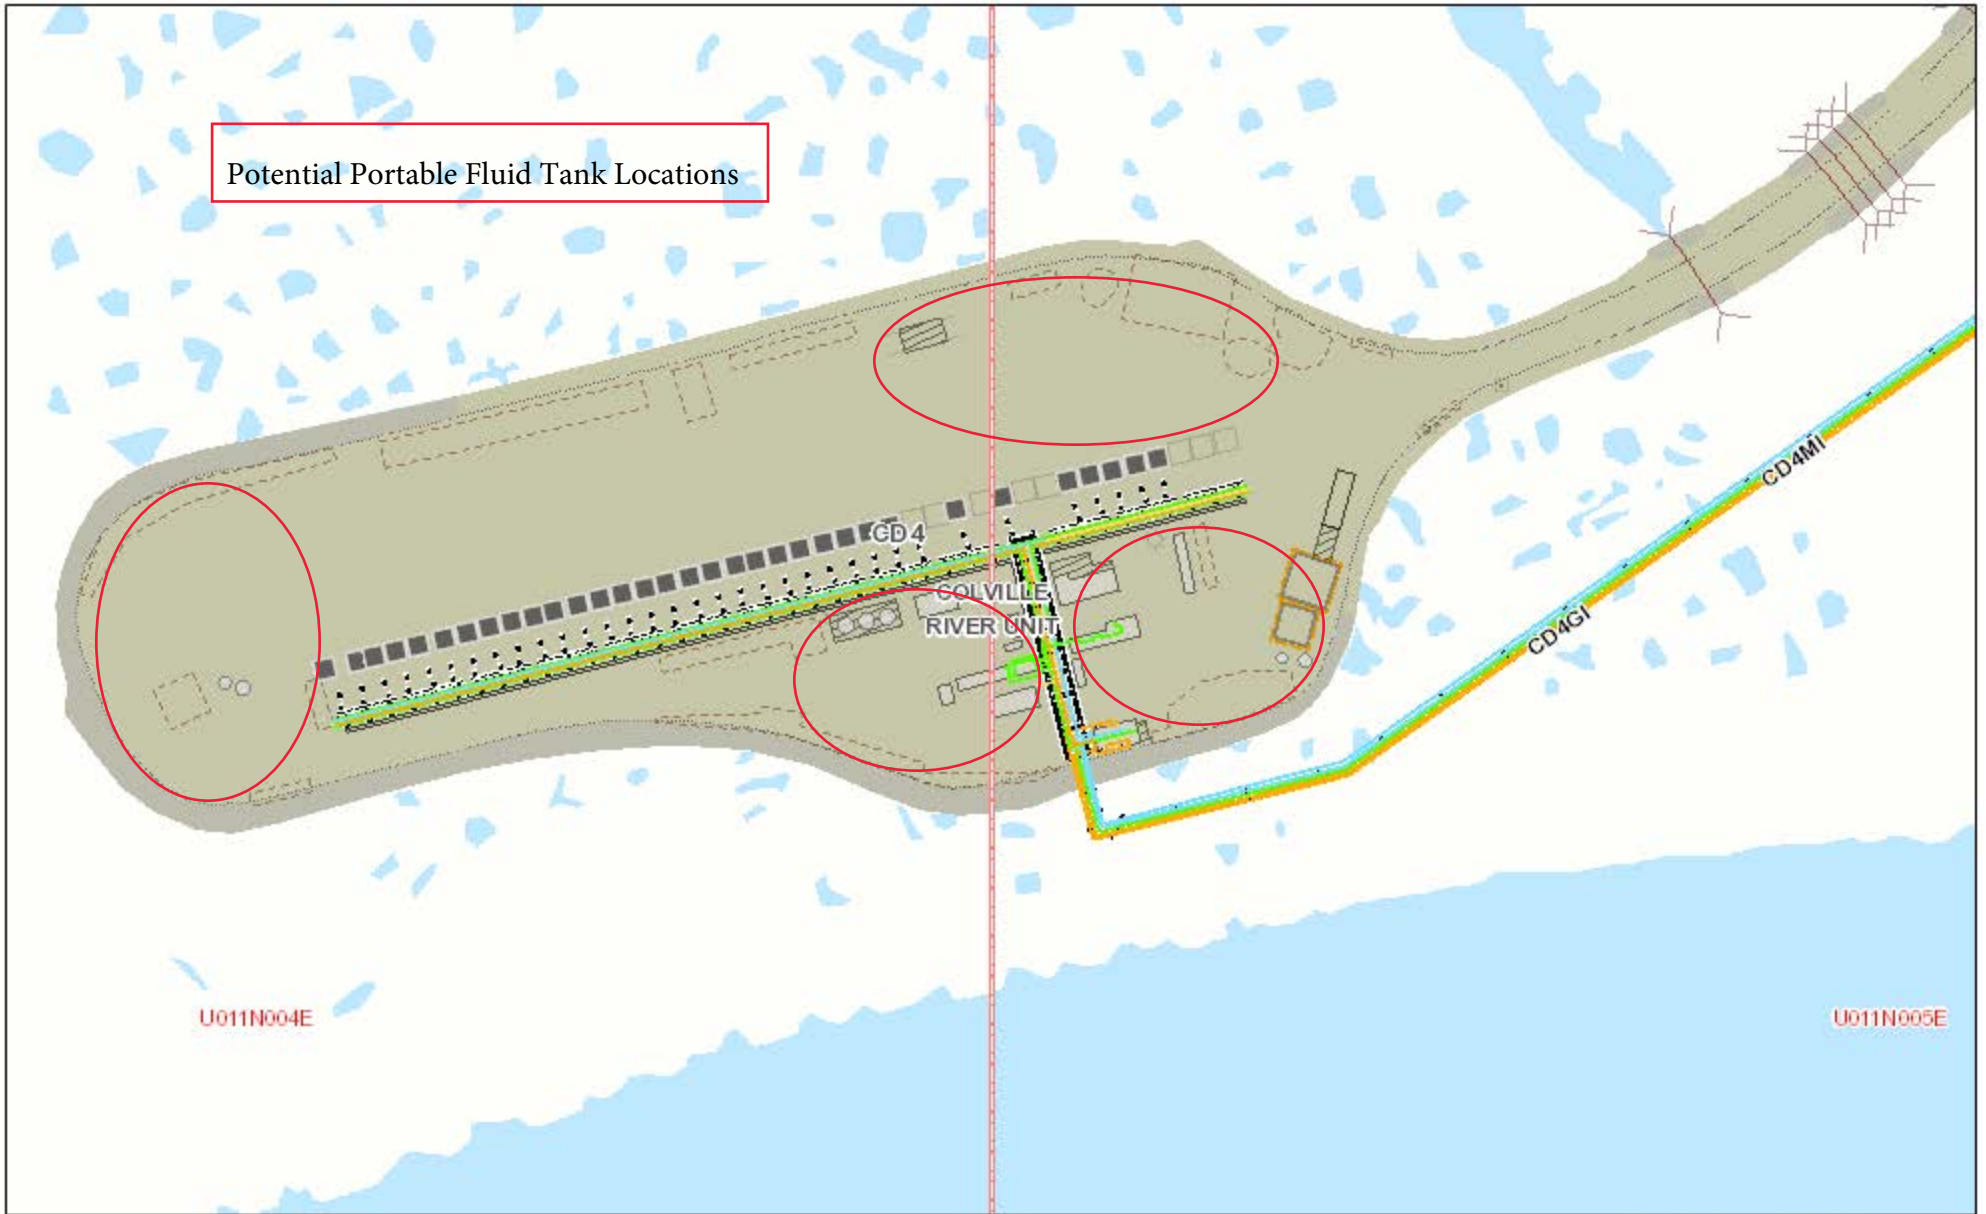 Potential Portable Fluid Tank Locations
CD4MI
CD4
COLVILLE
RIVER UNIT
CD4GI
U011N004E
U011N005E